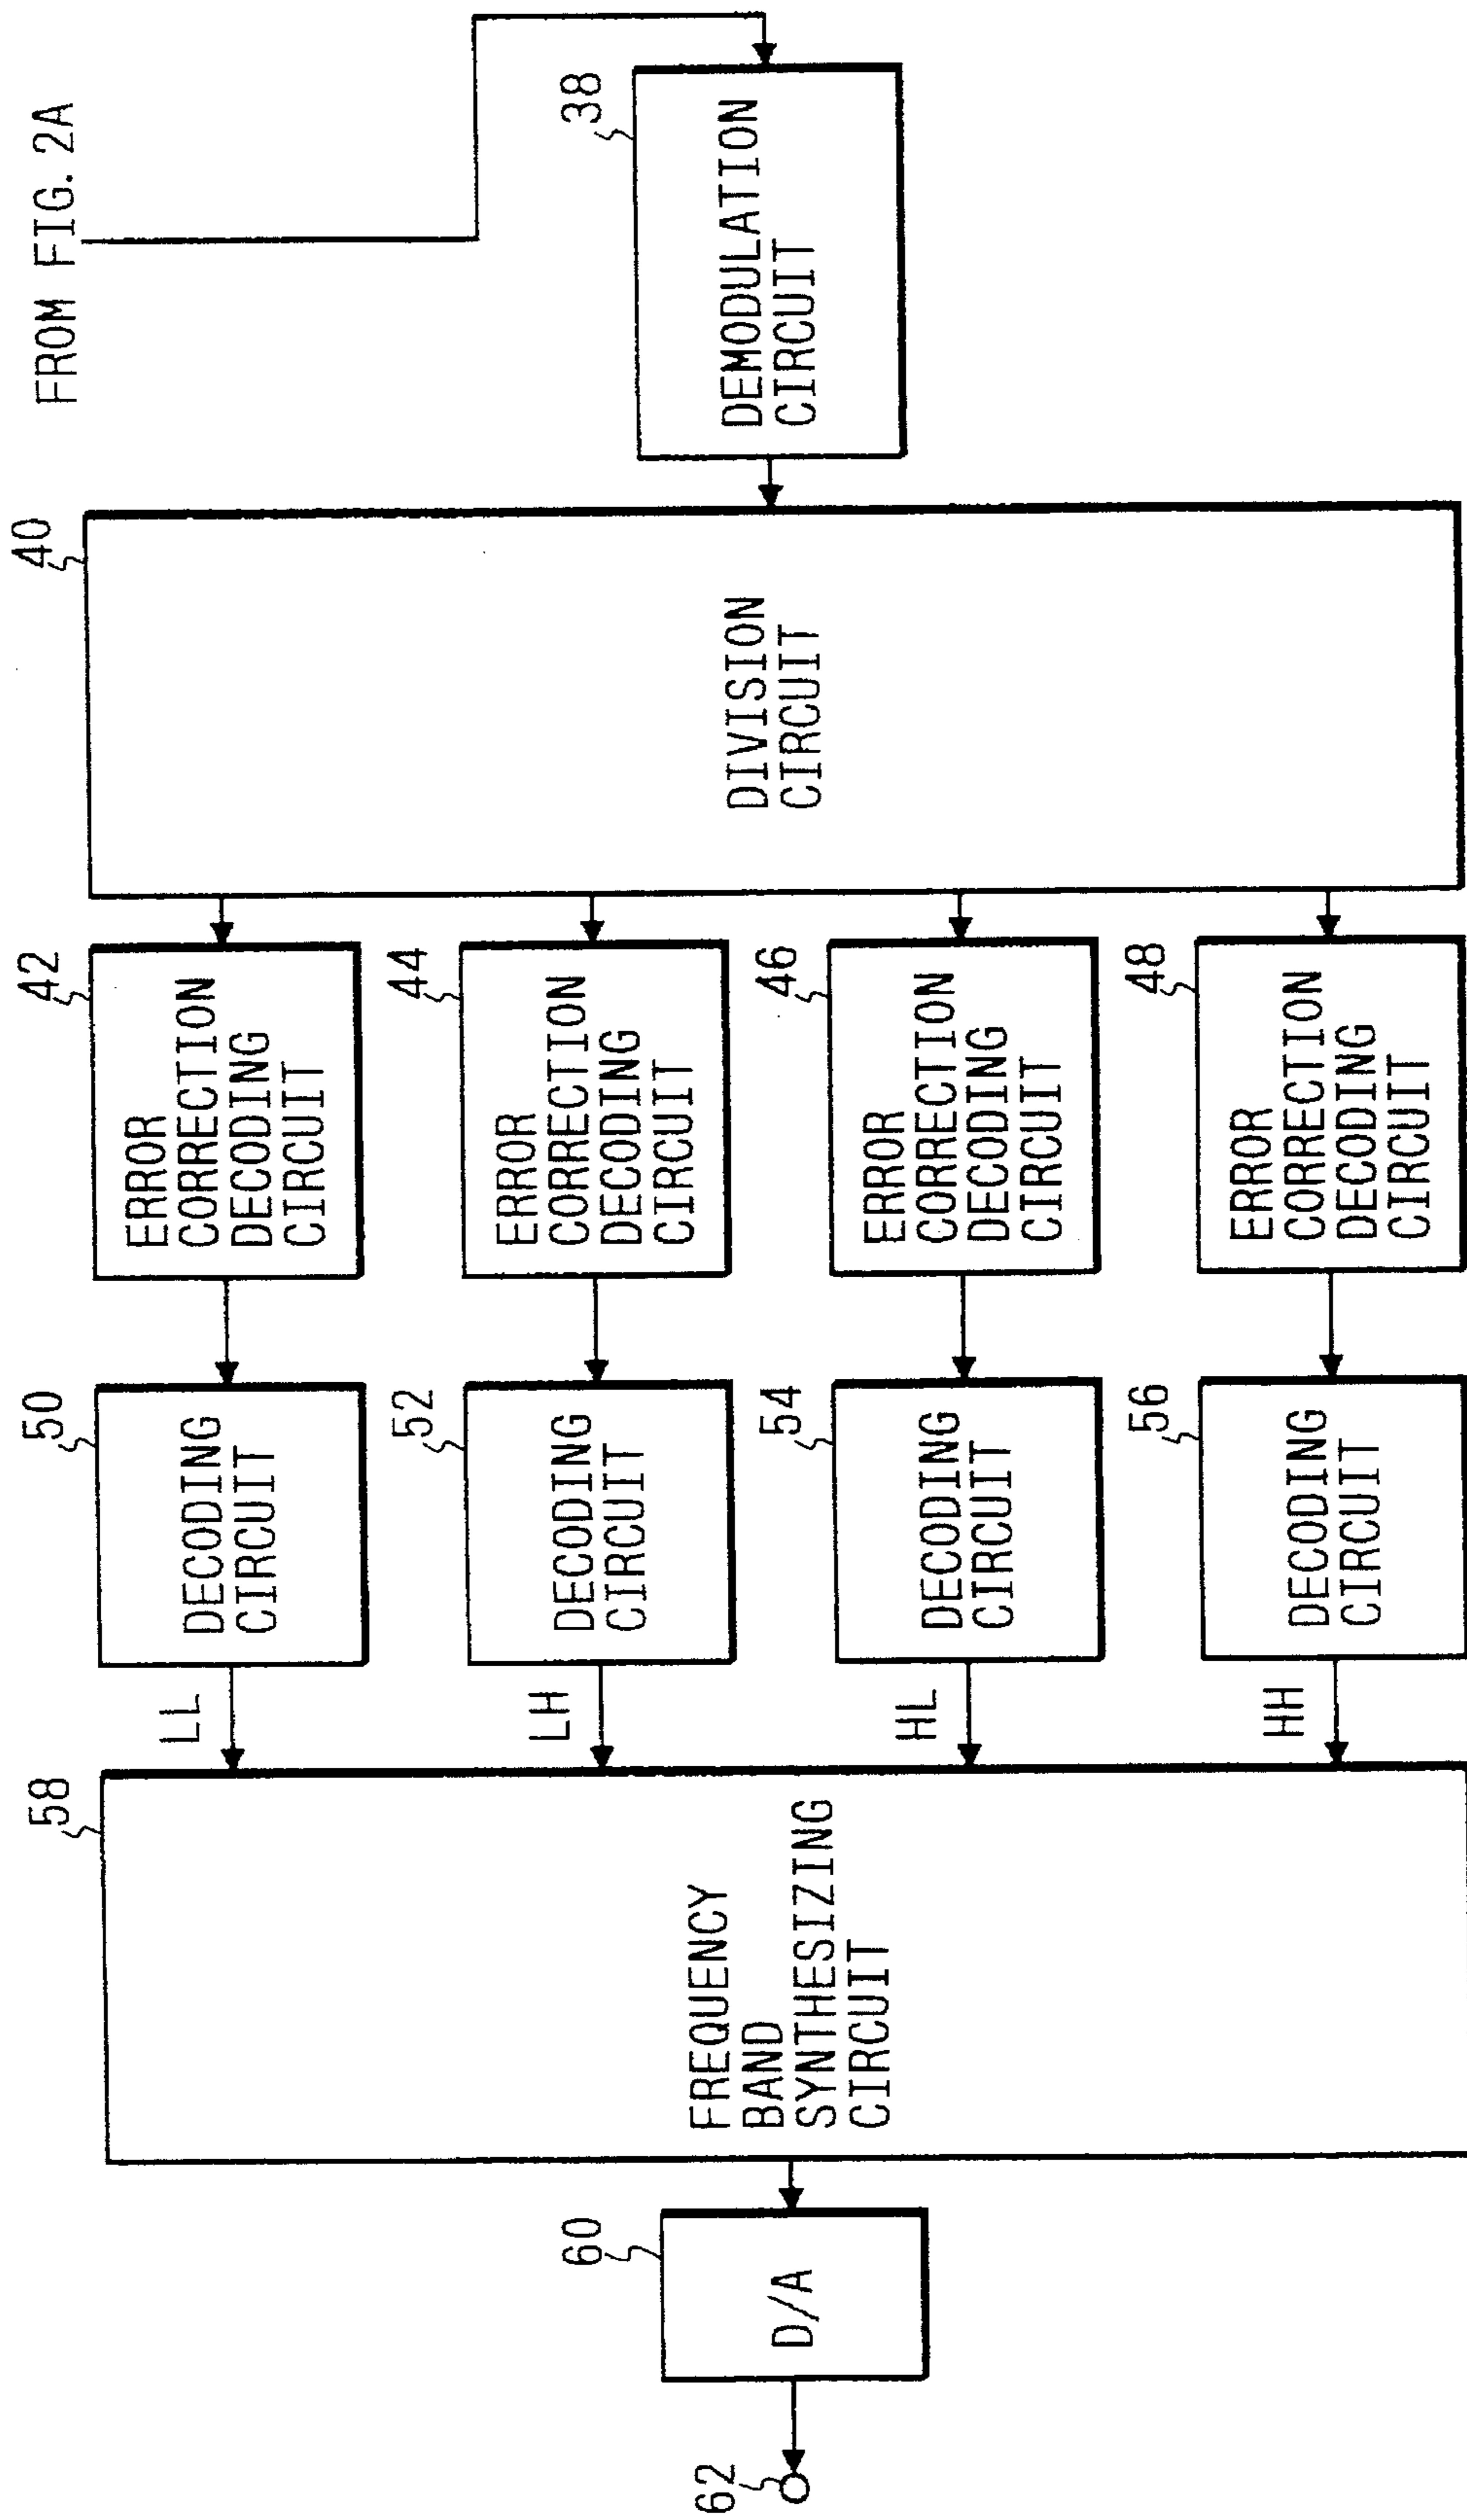 FROM FIG. 2A
38
DEMODULATION
CIRCUIT
40
DIVISION
CIRCUIT
42
ERROR
CORRECTION
DECODING
CIRCUIT
44
ERROR
CORRECTION
DECODING
CIRCUIT
46
ERROR
CORRECTION
DECODING
CIRCUIT
48
ERROR
CORRECTION
DECODING
CIRCUIT
50
DECODING
CIRCUIT
52
DECODING
CIRCUIT
54
DECODING
CIRCUIT
56
DECODING
CIRCUIT
LL
LH
HL
HH
58
FREQUENCY
BAND
SYNTHESIZING
CIRCUIT
60
D/A
62